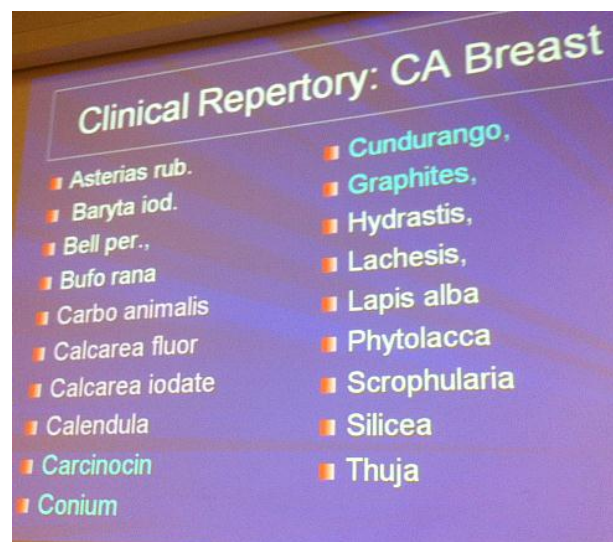 Clinical Repertory: CA Breast
Asterias rub.
Baryta iod.
Bell per.,
Bufo rana
Carbo animalis
Calcarea fluor
Calcarea iodate
Calendula
Carcinocin
Conium
Cundurango,
Graphites,
Hydrastis,
Lachesis,
Lapis alba
Phytolacca
Scrophularia
Silicea
Thuja